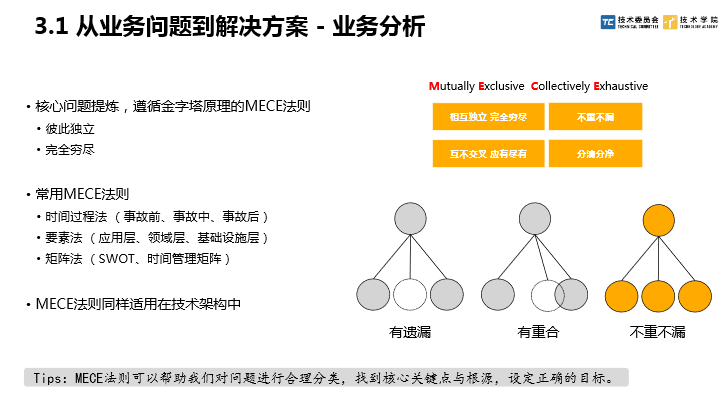 3.1 从业务问题到解决方案 - 业务分析
技术委员会
TECHNICAL COMMITTEE
技术学院
TECHNOLOGY ACADEMY
• 核心问题提炼，遵循金字塔原理的MECE法则
• 彼此独立
• 完全穷尽
• 常用MECE法则
• 时间过程法 （事故前、事故中、事故后）
• 要素法 （应用层、领域层、基础设施层）
• 矩阵法 （SWOT、时间管理矩阵）
• MECE法则同样适用在技术架构中
Mutually Exclusive Collectively Exhaustive
相互独立 完全穷尽
不重不漏
互不交叉 应有尽有
分清分净
有遗漏
有重合
不重不漏
Tips：MECE法则可以帮助我们对问题进行合理分类，找到核心关键点与根源，设定正确的目标。